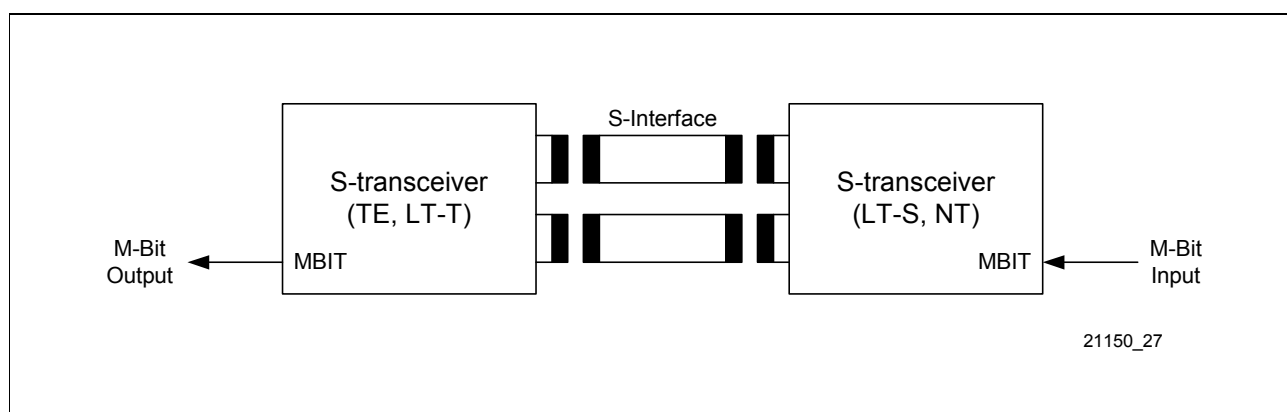 S-Interface
S-transceiver
(TE, LT-T)
S-transceiver
(LT-S, NT)
M-Bit
Output
MBIT
MBIT
M-Bit
Input
21150_27